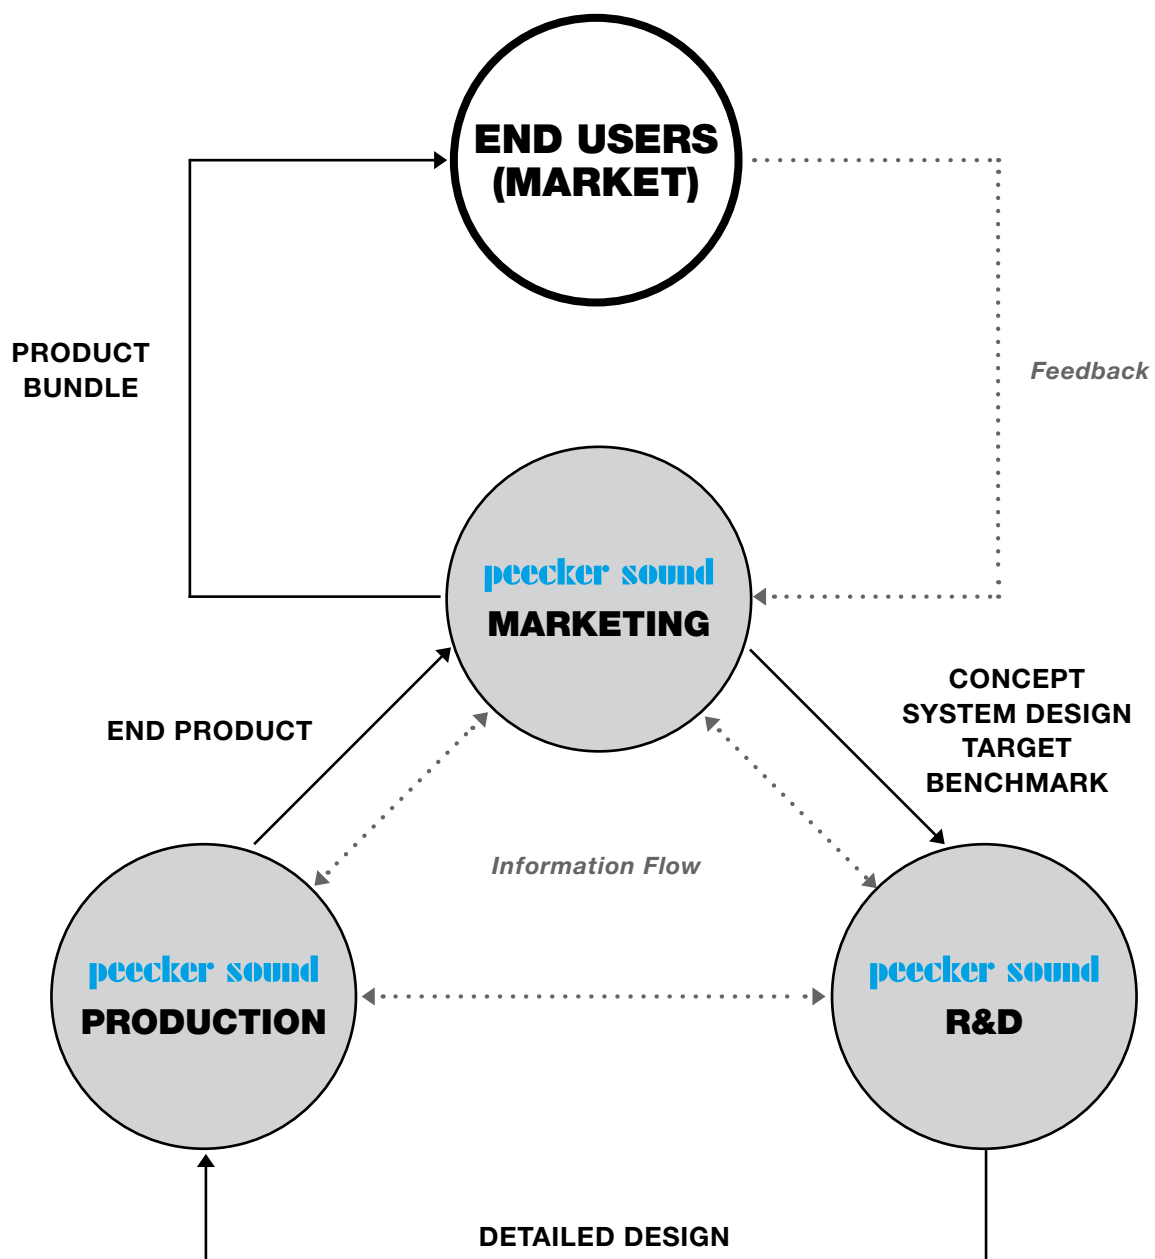 END USERS
(MARKET)
PRODUCT
BUNDLE
Feedback
peecker sound
MARKETING
CONCEPT
SYSTEM DESIGN
TARGET
BENCHMARK
END PRODUCT
Information Flow
peecker sound
PRODUCTION
peecker sound
R&D
DETAILED DESIGN